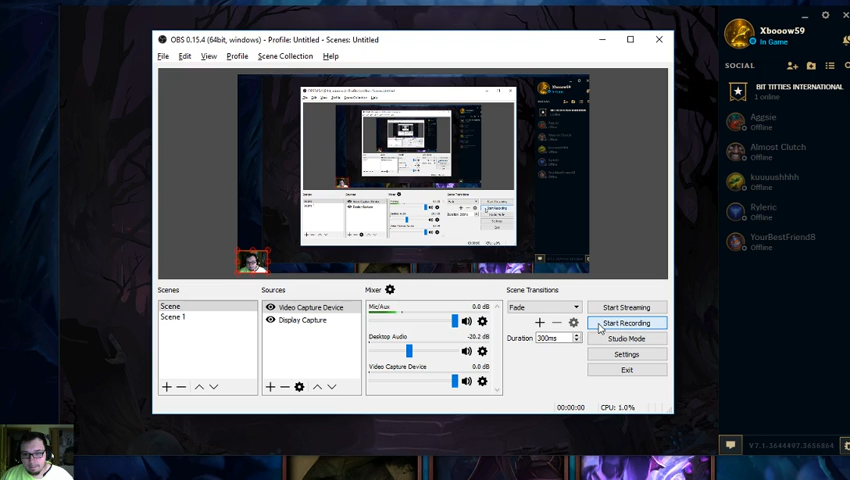 OBS 0.15.4 (64bit, windows) - Profile: Untitled - Scenes: Untitled
File Edit View Profile Scene Collection Help
Scenes
Scene
Scene 1
Sources
Video Capture Device
Display Capture
Mixer
Mic/Aux 0.0 dB
Desktop Audio -20.2 dB
Video Capture Device 0.0 dB
Scene Transitions
Fade
Duration 300ms
Start Streaming
Start Recording
Studio Mode
Settings
Exit
00:00:00 CPU: 1.0%
Xbooow59
In Game
SOCIAL
BIT TITTIES INTERNATIONAL
1 online
Aggsie
Offline
Almost Clutch
Offline
kuuuushhhh
Offline
Ryleric
Offline
YourBestFriend8
Offline